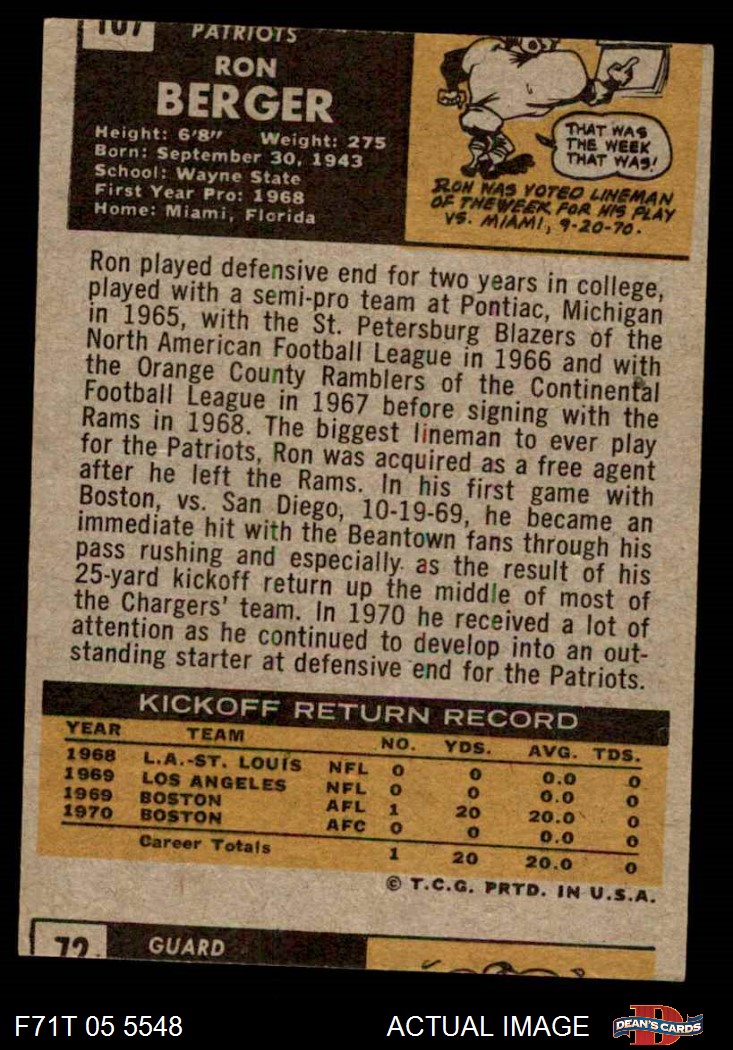 107 PATRIOTS
RON
BERGER
Height: 6'8" Weight: 275
Born: September 30, 1943
School: Wayne State
First Year Pro: 1968
Home: Miami, Florida
THAT WAS
THE WEEK
THAT WAS!
RON WAS VOTED LINEMAN
OF THE WEEK FOR HIS PLAY
VS. MIAMI, 9-20-70.
Ron played defensive end for two years in college,
played with a semi-pro team at Pontiac, Michigan
in 1965, with the St. Petersburg Blazers of the
North American Football League in 1966 and with
the Orange County Ramblers of the Continental
Football League in 1967 before signing with the
Rams in 1968. The biggest lineman to ever play
for the Patriots, Ron was acquired as a free agent
after he left the Rams. In his first game with
Boston, vs. San Diego, 10-19-69, he became an
immediate hit with the Beantown fans through his
pass rushing and especially as the result of his
25-yard kickoff return up the middle of most of
the Chargers' team. In 1970 he received a lot of
attention as he continued to develop into an out-
standing starter at defensive end for the Patriots.
KICKOFF RETURN RECORD
YEAR TEAM NO. YDS. AVG. TDS.
1968 L.A.-ST. LOUIS NFL 0 0 0.0 0
1969 LOS ANGELES NFL 0 0 0.0 0
1969 BOSTON AFL 1 20 20.0 0
1970 BOSTON AFC 0 0 0.0 0
Career Totals 1 20 20.0 0
© T.C.G. PRTD. IN U.S.A.
72 GUARD
F71T 05 5548 ACTUAL IMAGE DEAN'S CARDS